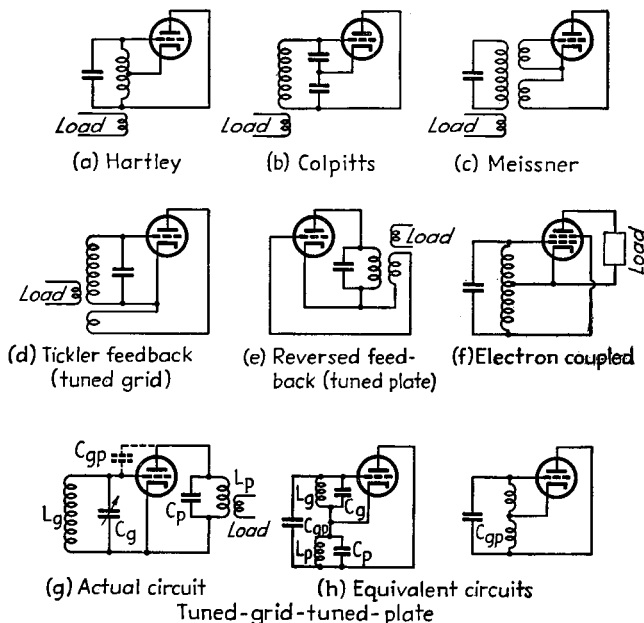 Load
Load
Load
(a) Hartley
(b) Colpitts
(c) Meissner
Load
Load
Load
(d) Tickler feedback
(tuned grid)
(e) Reversed feed-
back (tuned plate)
(f) Electron coupled
Cgp
Lg
Cg
Cp
Lp
Load
Lg
Cg
Cgp
Lp
Cp
Cgp
(g) Actual circuit
(h) Equivalent circuits
Tuned-grid-tuned-plate